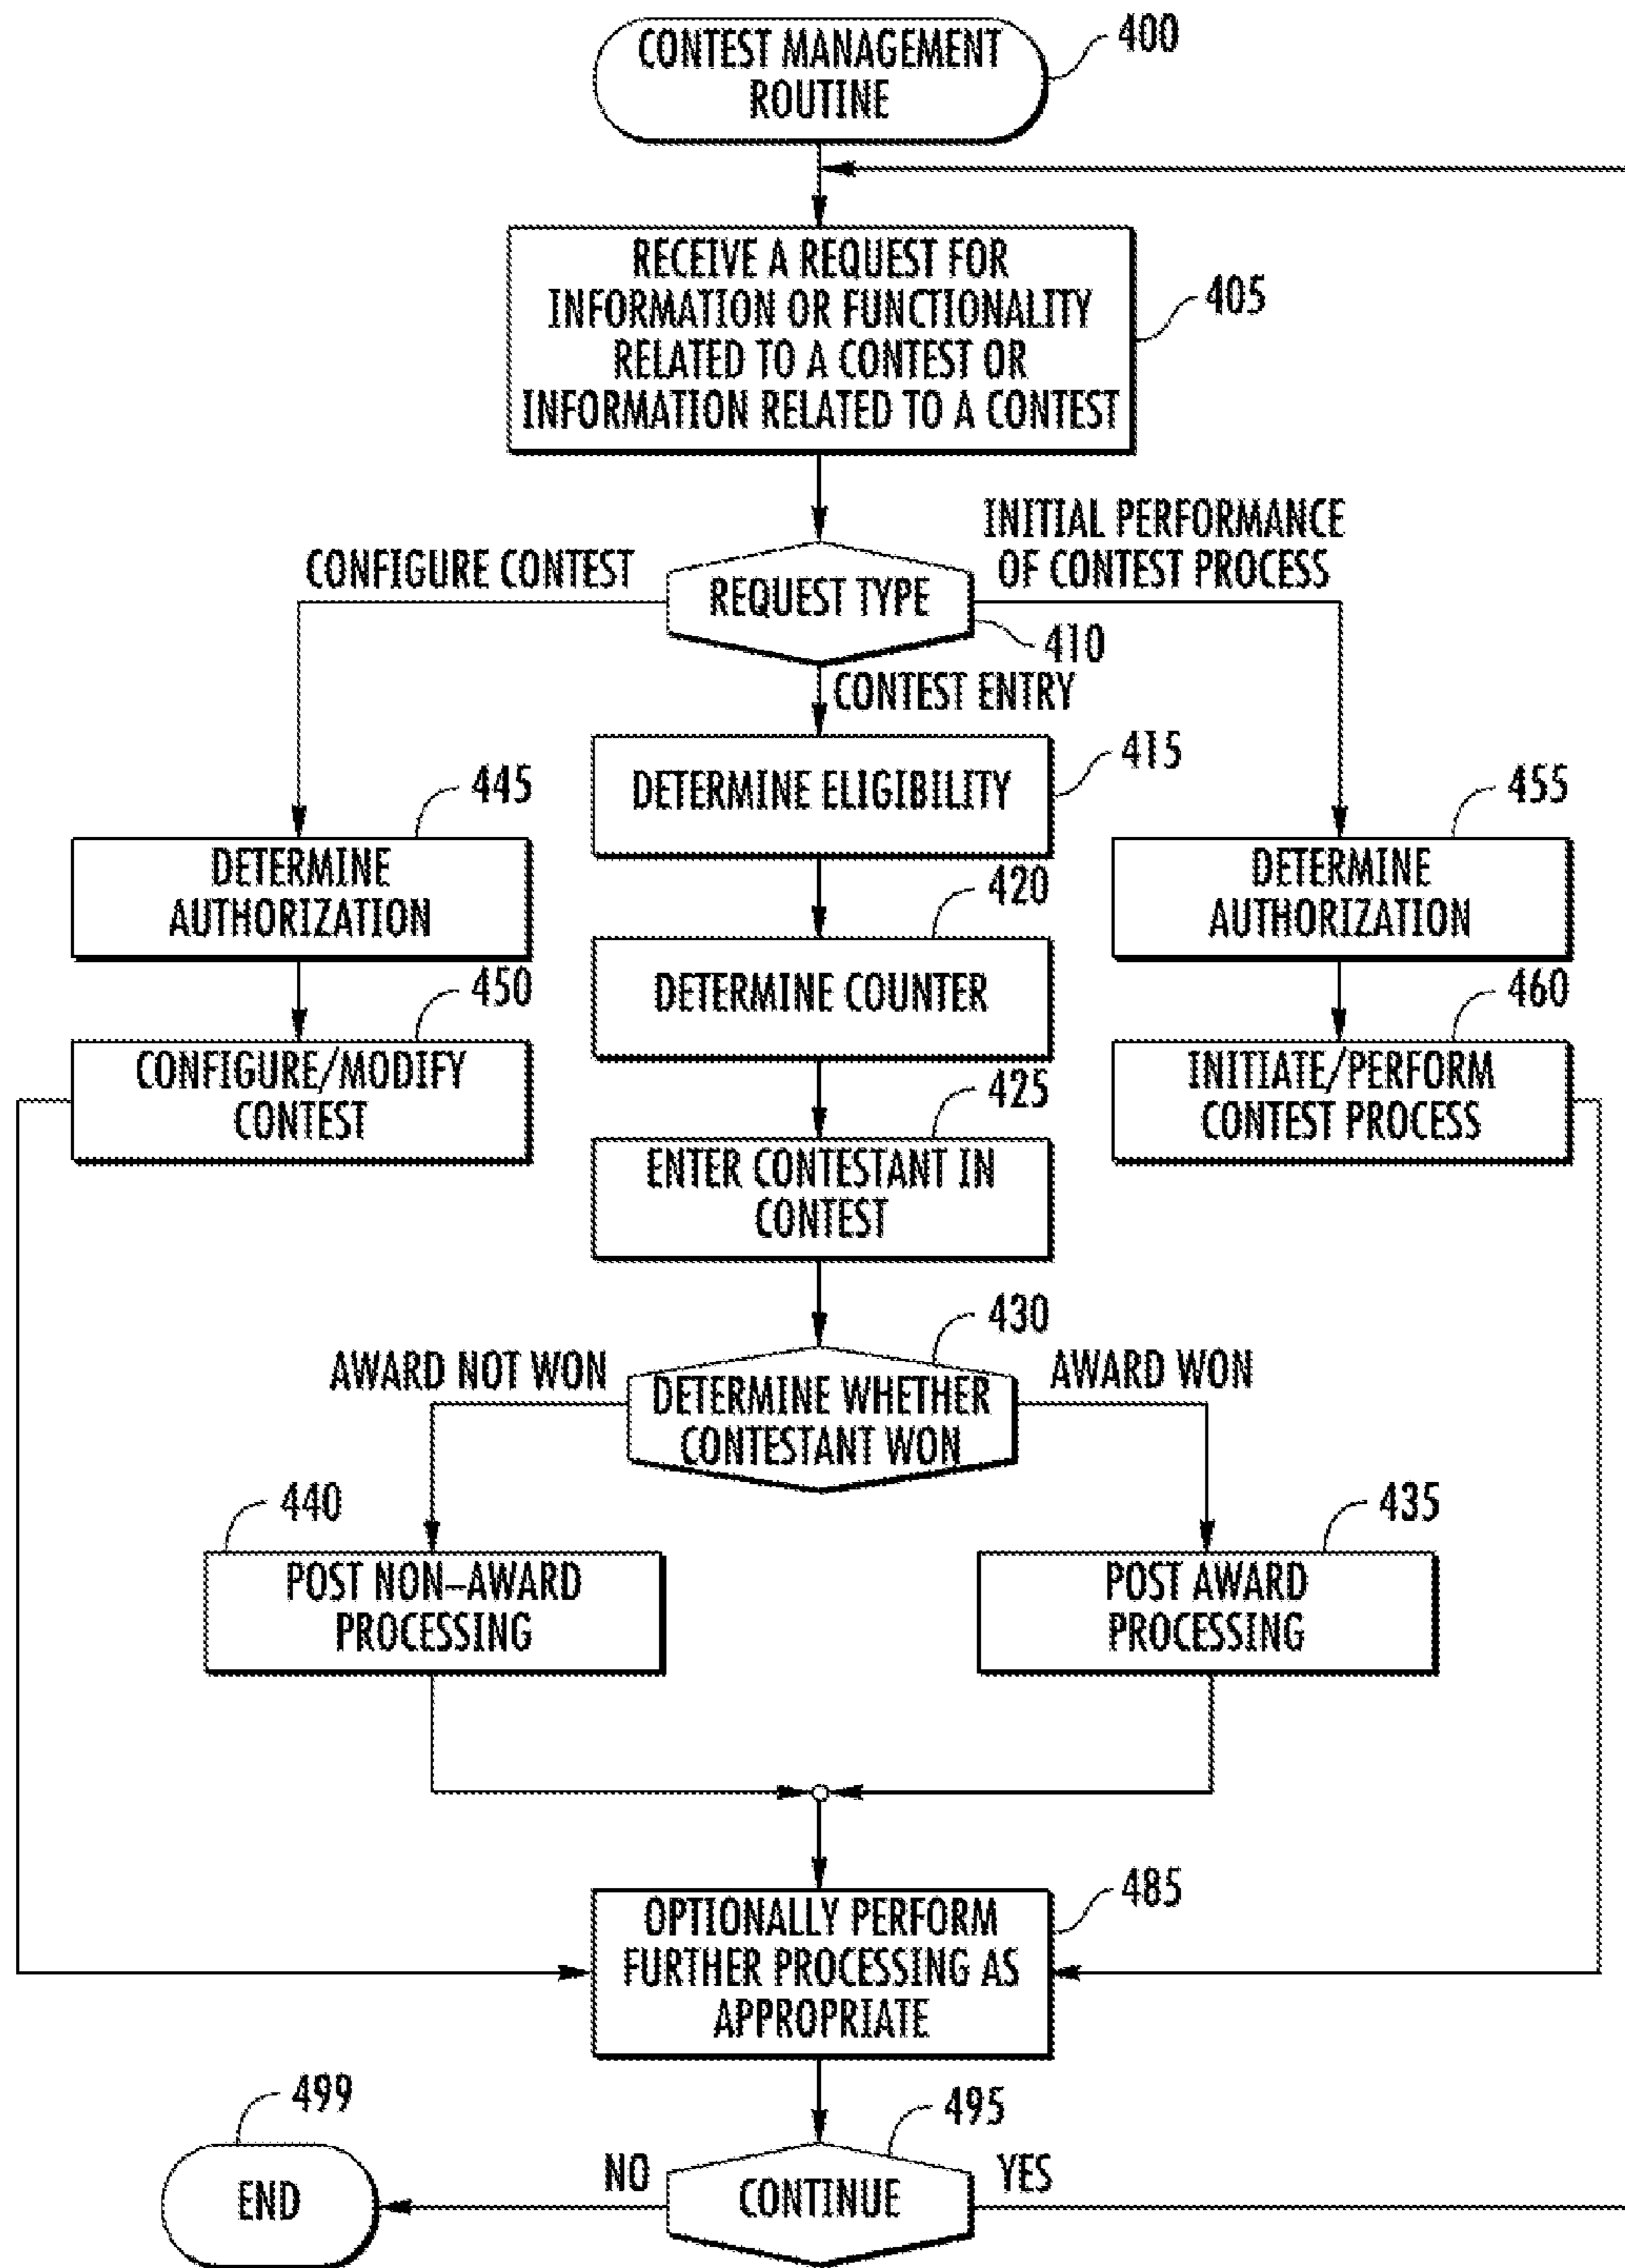 CONTEST MANAGEMENT
ROUTINE
400
RECEIVE A REQUEST FOR
INFORMATION OR FUNCTIONALITY
RELATED TO A CONTEST OR
INFORMATION RELATED TO A CONTEST
405
INITIAL PERFORMANCE
OF CONTEST PROCESS
CONFIGURE CONTEST
REQUEST TYPE
410
CONTEST ENTRY
415
DETERMINE ELIGIBILITY
445
455
DETERMINE
AUTHORIZATION
420
DETERMINE
AUTHORIZATION
DETERMINE COUNTER
450
460
CONFIGURE/MODIFY
CONTEST
425
INITIATE/PERFORM
CONTEST PROCESS
ENTER CONTESTANT IN
CONTEST
430
AWARD NOT WON
AWARD WON
DETERMINE WHETHER
CONTESTANT WON
440
435
POST NON–AWARD
PROCESSING
POST AWARD
PROCESSING
485
OPTIONALLY PERFORM
FURTHER PROCESSING AS
APPROPRIATE
499
495
END
NO
CONTINUE
YES